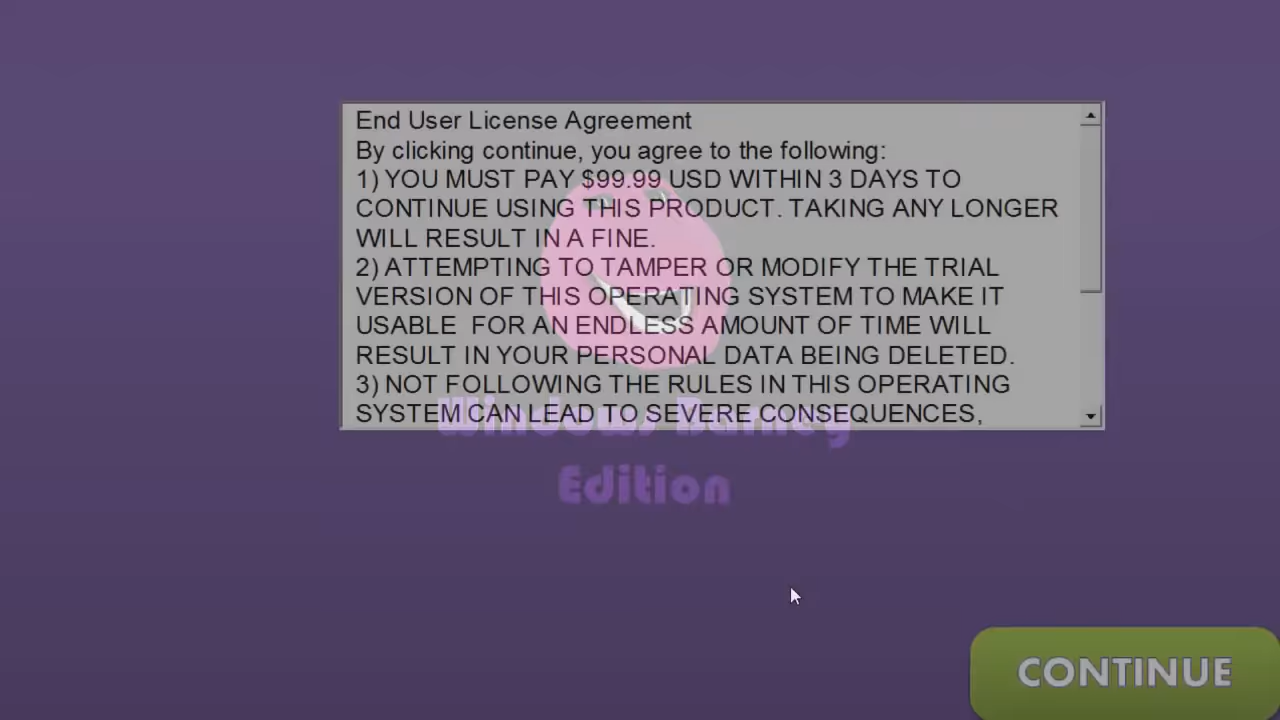 End User License Agreement
By clicking continue, you agree to the following:
1) YOU MUST PAY $99.99 USD WITHIN 3 DAYS TO
CONTINUE USING THIS PRODUCT. TAKING ANY LONGER
WILL RESULT IN A FINE.
2) ATTEMPTING TO TAMPER OR MODIFY THE TRIAL
VERSION OF THIS OPERATING SYSTEM TO MAKE IT
USABLE  FOR AN ENDLESS AMOUNT OF TIME WILL
RESULT IN YOUR PERSONAL DATA BEING DELETED.
3) NOT FOLLOWING THE RULES IN THIS OPERATING
SYSTEM CAN LEAD TO SEVERE CONSEQUENCES,
Windows Barney
Edition
CONTINUE